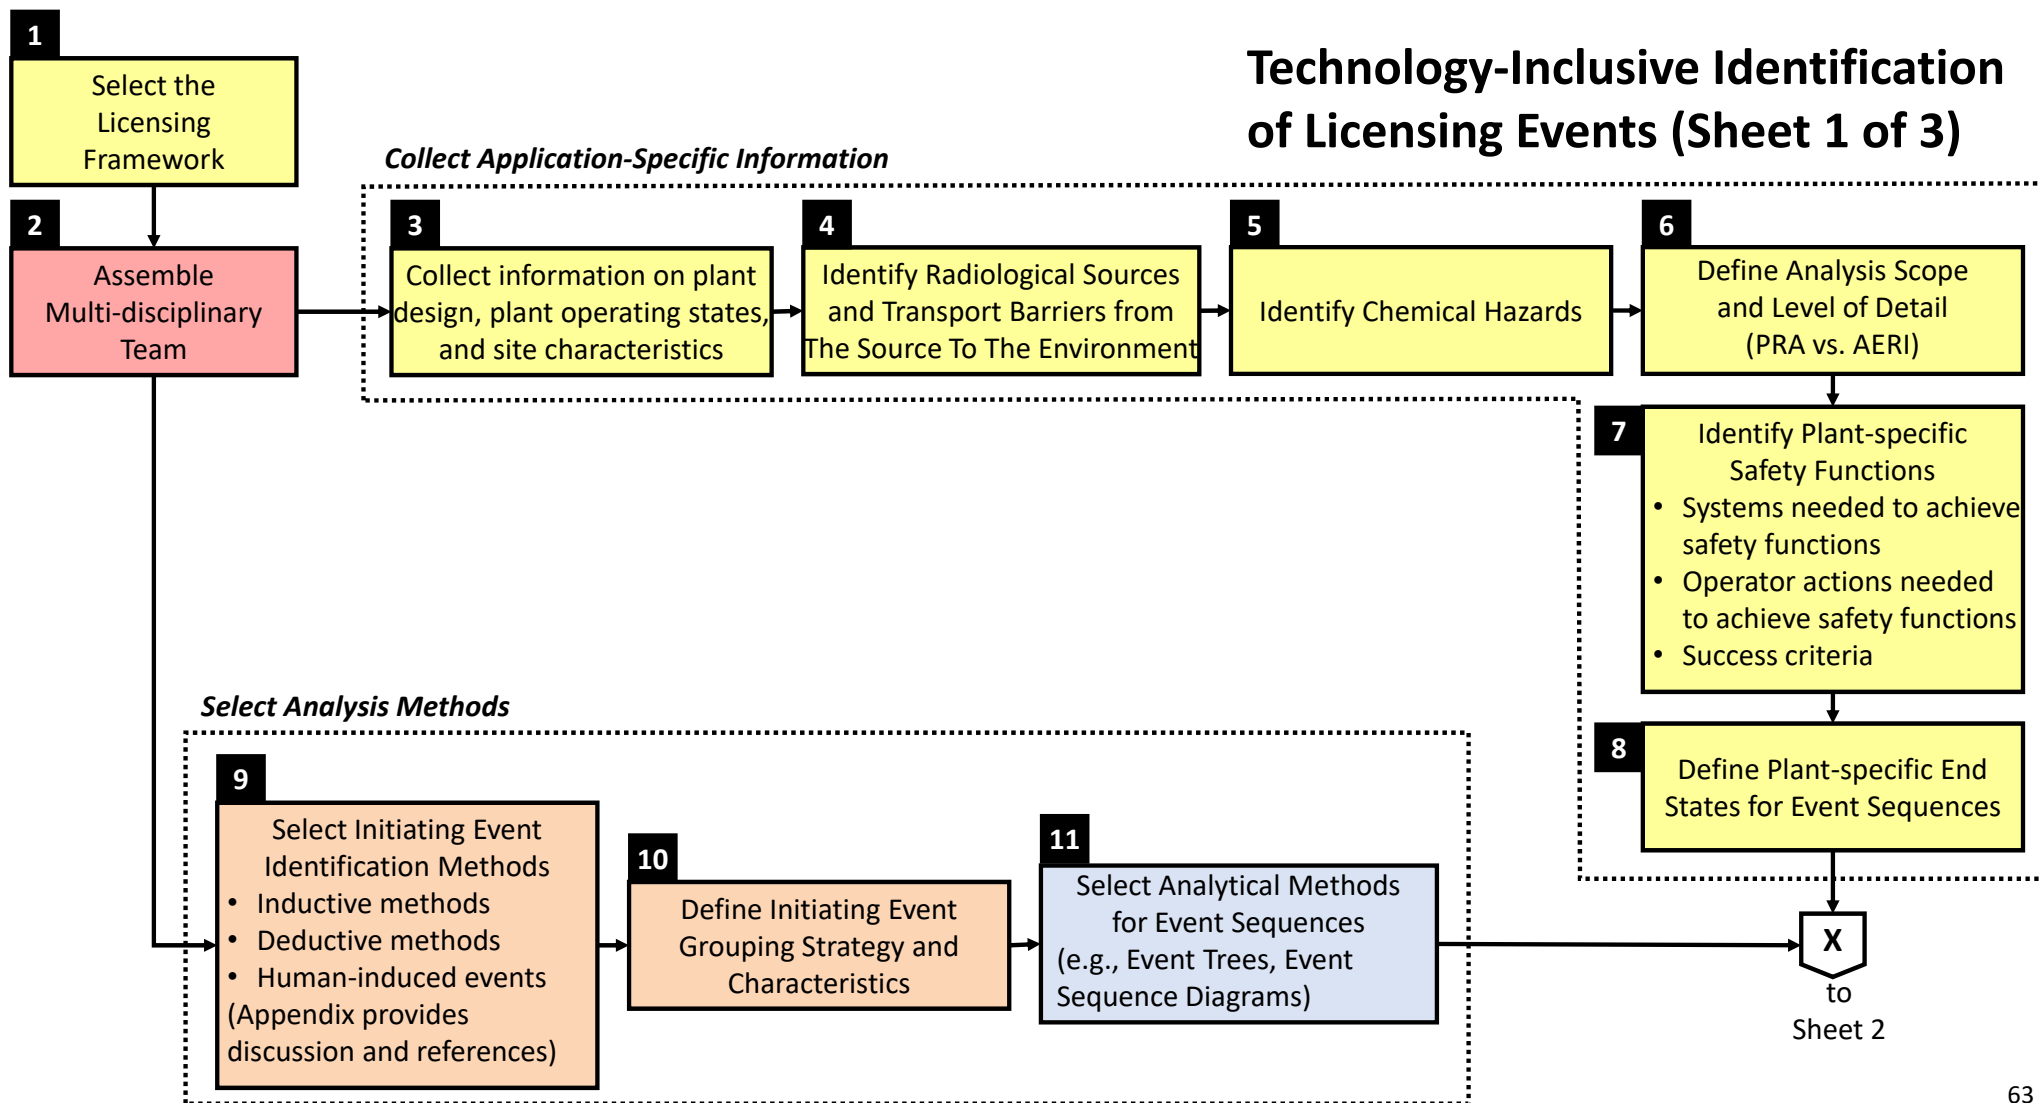 Technology-Inclusive Identification
of Licensing Events (Sheet 1 of 3)
1
Select the
Licensing
Framework
2
Assemble
Multi-disciplinary
Team
Collect Application-Specific Information
3
Collect information on plant
design, plant operating states,
and site characteristics
4
Identify Radiological Sources
and Transport Barriers from
The Source To The Environment
5
Identify Chemical Hazards
6
Define Analysis Scope
and Level of Detail
(PRA vs. AERI)
7
Identify Plant-specific
Safety Functions
• Systems needed to achieve
safety functions
• Operator actions needed
to achieve safety functions
• Success criteria
8
Define Plant-specific End
States for Event Sequences
Select Analysis Methods
9
Select Initiating Event
Identification Methods
• Inductive methods
• Deductive methods
• Human-induced events
(Appendix provides
discussion and references)
10
Define Initiating Event
Grouping Strategy and
Characteristics
11
Select Analytical Methods
for Event Sequences
(e.g., Event Trees, Event
Sequence Diagrams)
X
to
Sheet 2
63